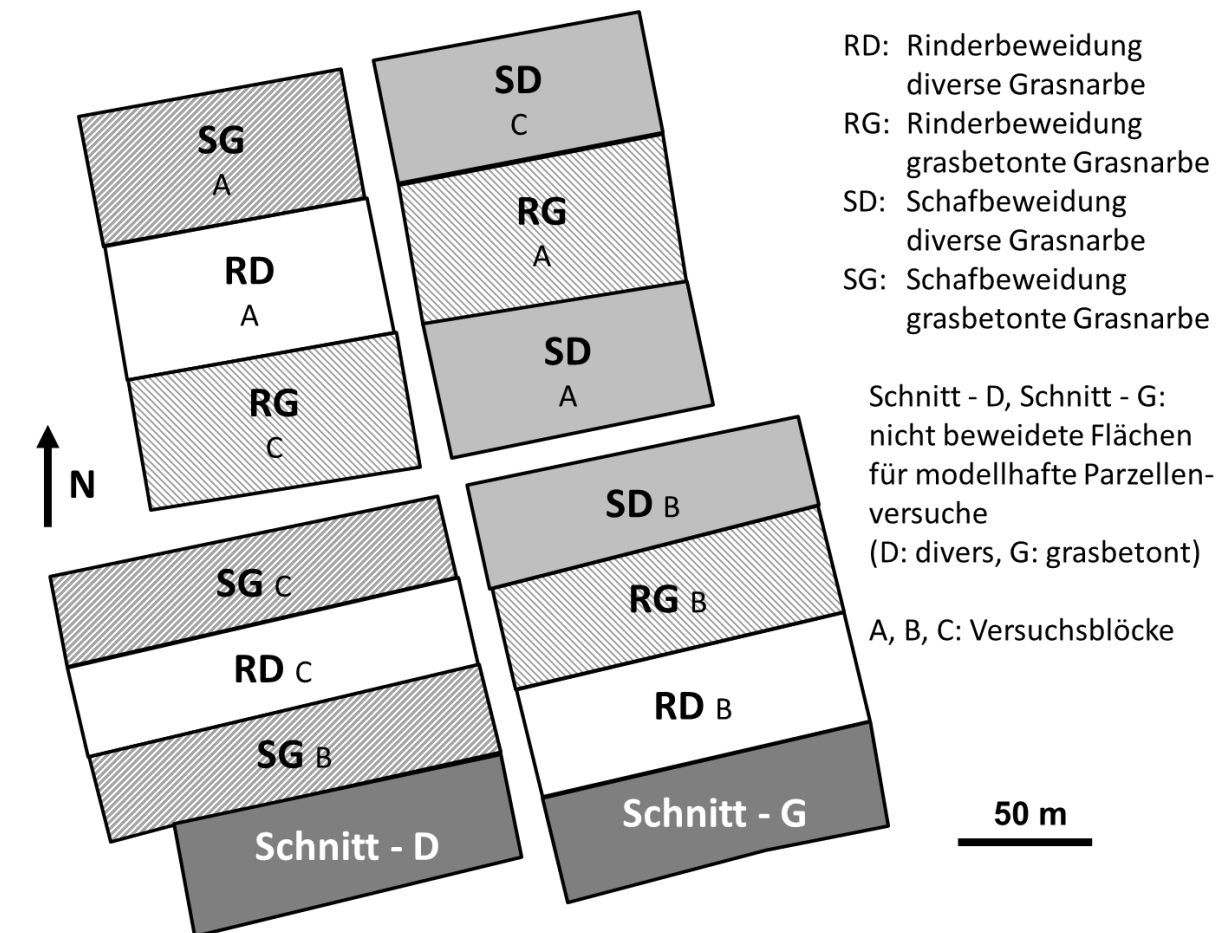 SG
A
RD
A
RG
C
SD
C
RG
A
SD
A
N
SG C
RD C
SG B
Schnitt - D
SD B
RG B
RD B
Schnitt - G
RD: Rinderbeweidung
diverse Grasnarbe
RG: Rinderbeweidung
grasbetonte Grasnarbe
SD: Schafbeweidung
diverse Grasnarbe
SG: Schafbeweidung
grasbetonte Grasnarbe
Schnitt - D, Schnitt - G:
nicht beweidete Flächen
für modellhafte Parzellen-
versuche
(D: divers, G: grasbetont)
A, B, C: Versuchsblöcke
50 m